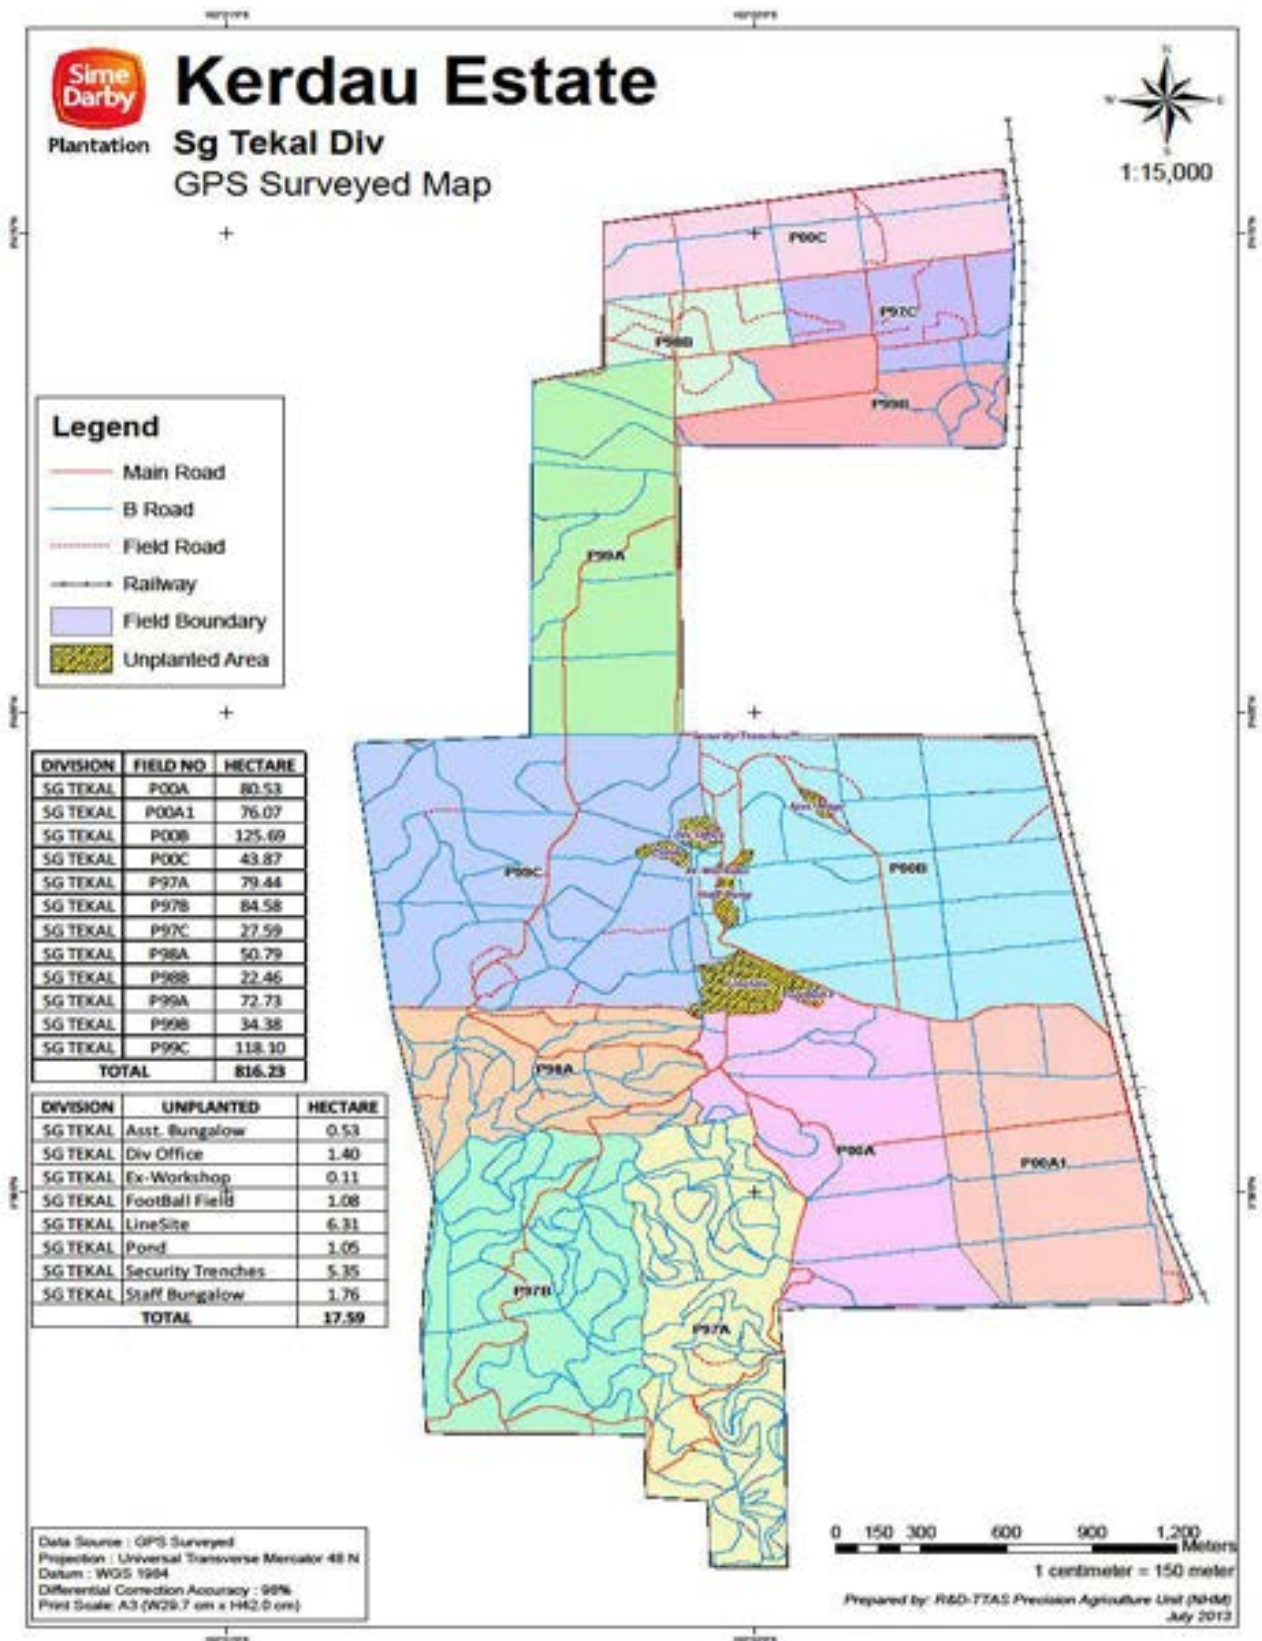 Sime
Darby
Plantation
Kerdau Estate
Sg Tekal Div
GPS Surveyed Map
N
W
E
S
1:15,000
P00C
P97C
P98B
P99B
Legend
Main Road
B Road
Field Road
Railway
Field Boundary
Unplanted Area
P99A
Security Trenches
P99C
P00B
P98A
P00A
P00A1
P97B
P97A
DIVISION FIELD NO HECTARE
SG TEKAL P00A 80.53
SG TEKAL P00A1 76.07
SG TEKAL P00B 125.69
SG TEKAL P00C 43.87
SG TEKAL P97A 79.44
SG TEKAL P97B 84.58
SG TEKAL P97C 27.59
SG TEKAL P98A 50.79
SG TEKAL P98B 22.46
SG TEKAL P99A 72.73
SG TEKAL P99B 34.38
SG TEKAL P99C 118.10
TOTAL 816.23
DIVISION UNPLANTED HECTARE
SG TEKAL Asst. Bungalow 0.53
SG TEKAL Div Office 1.40
SG TEKAL Ex-Workshop 0.11
SG TEKAL FootBall Field 1.08
SG TEKAL LineSite 6.31
SG TEKAL Pond 1.05
SG TEKAL Security Trenches 5.35
SG TEKAL Staff Bungalow 1.76
TOTAL 17.59
Data Source : GPS Surveyed
Projection : Universal Transverse Mercator 48 N
Datum : WGS 1984
Differential Correction Accuracy : 98%
Print Scale: A3 (W29.7 cm x H42.0 cm)
0 150 300 600 900 1,200
Meters
1 centimeter = 150 meter
Prepared by: R&D-TTAS Precision Agriculture Unit (NHM)
July 2013